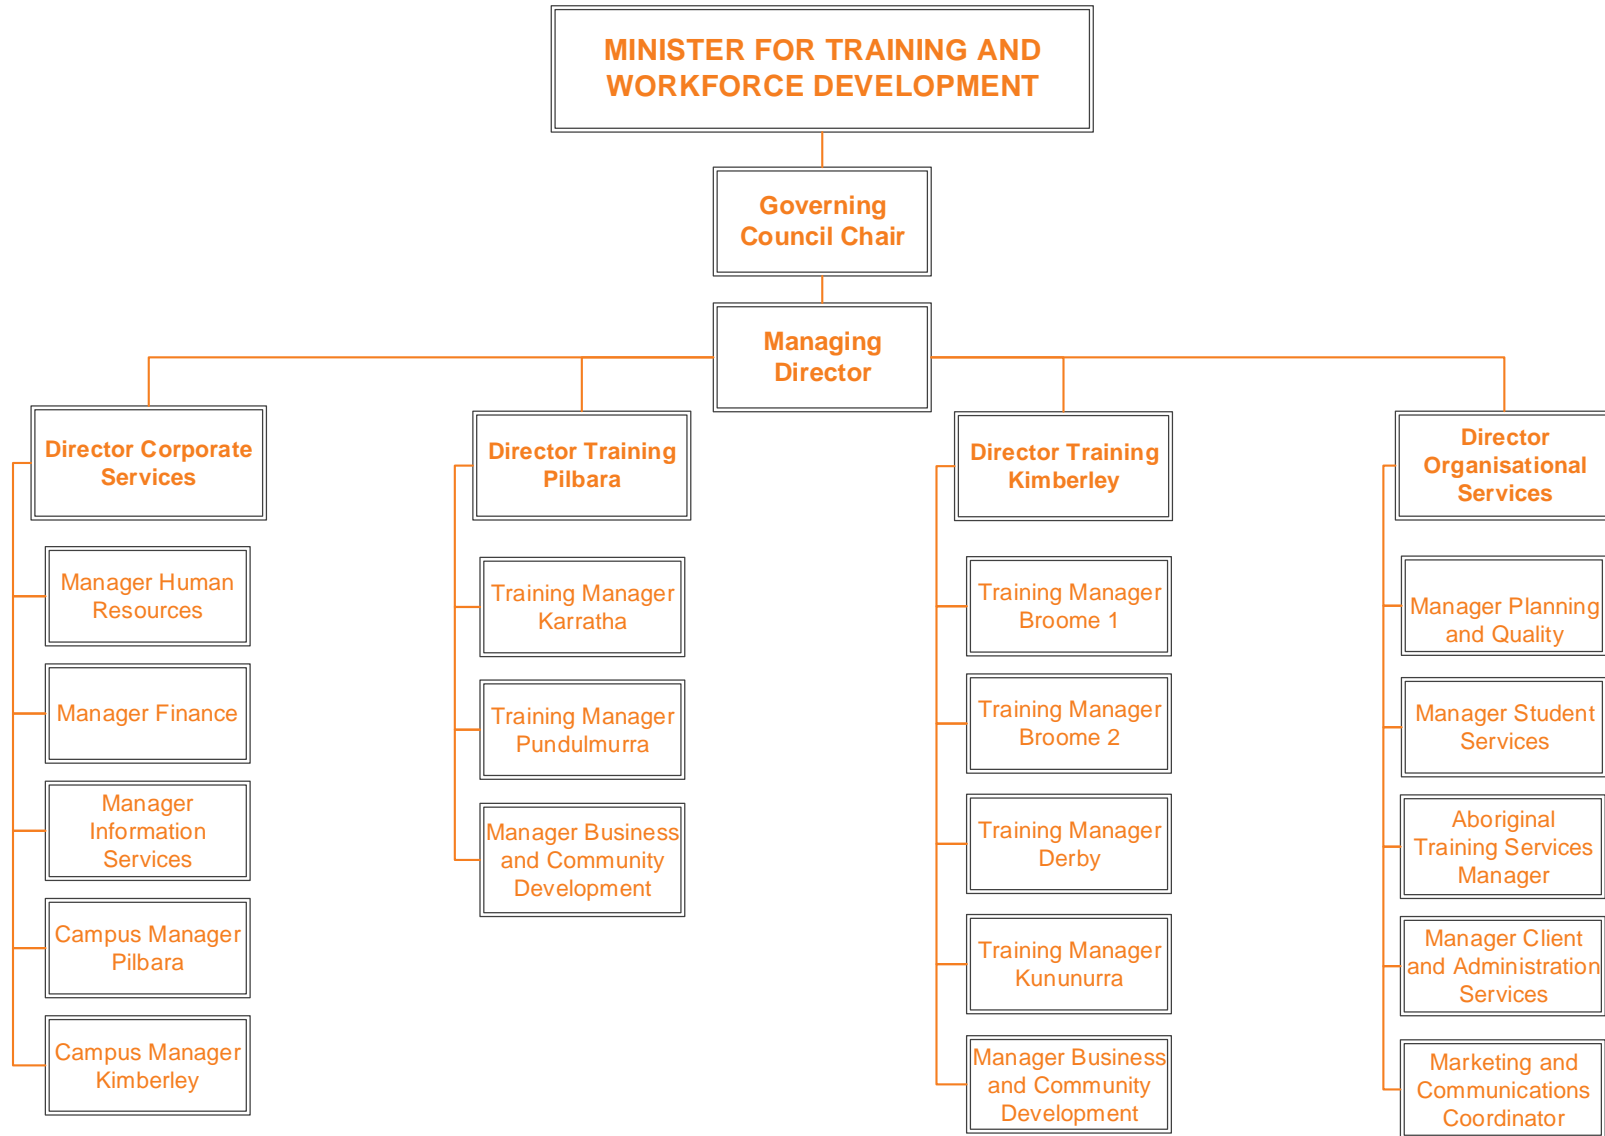 MINISTER FOR TRAINING AND
WORKFORCE DEVELOPMENT
Governing
Council Chair
Managing
Director
Director Corporate
Services
Manager Human
Resources
Manager Finance
Manager
Information
Services
Campus Manager
Pilbara
Campus Manager
Kimberley
Director Training
Pilbara
Training Manager
Karratha
Training Manager
Pundulmurra
Manager Business
and Community
Development
Director Training
Kimberley
Training Manager
Broome 1
Training Manager
Broome 2
Training Manager
Derby
Training Manager
Kununurra
Manager Business
and Community
Development
Director
Organisational
Services
Manager Planning
and Quality
Manager Student
Services
Aboriginal
Training Services
Manager
Manager Client
and Administration
Services
Marketing and
Communications
Coordinator